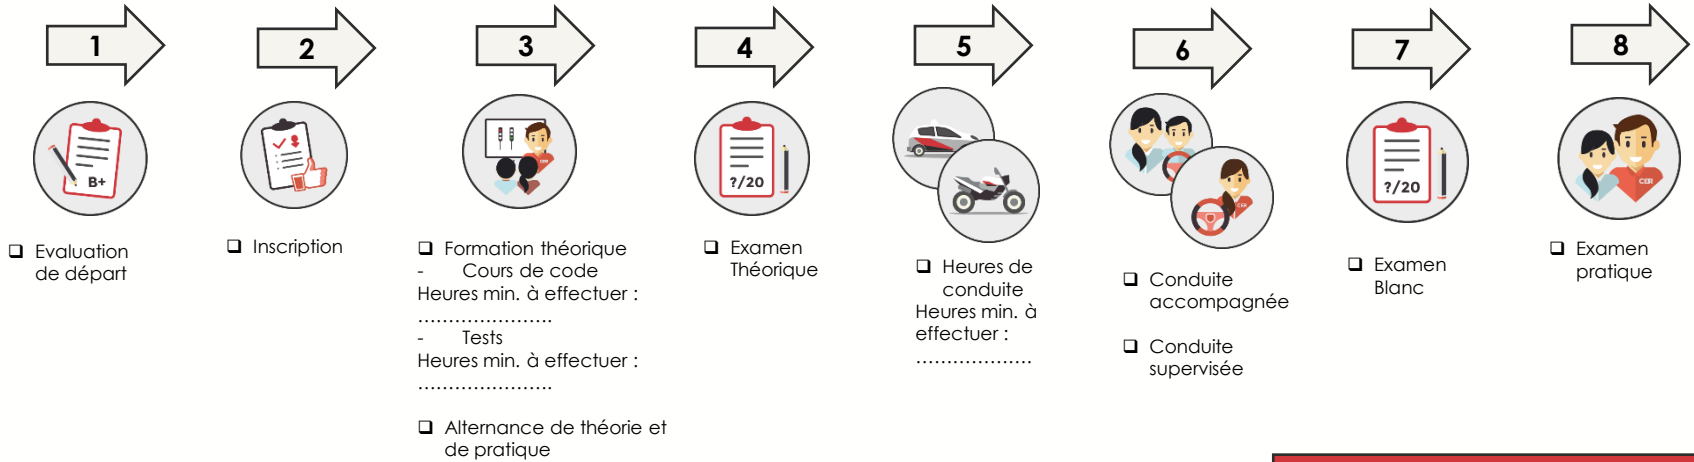 1
2
3
4
5
6
7
8
B+
?/20
?/20
CER
Evaluation
de départ
Inscription
Formation théorique
- Cours de code
Heures min. à effectuer :
......................
- Tests
Heures min. à effectuer :
......................
Alternance de théorie et
de pratique
Examen
Théorique
Heures de
conduite
Heures min. à
effectuer :
...................
Conduite
accompagnée
Conduite
supervisée
Examen
Blanc
Examen
pratique